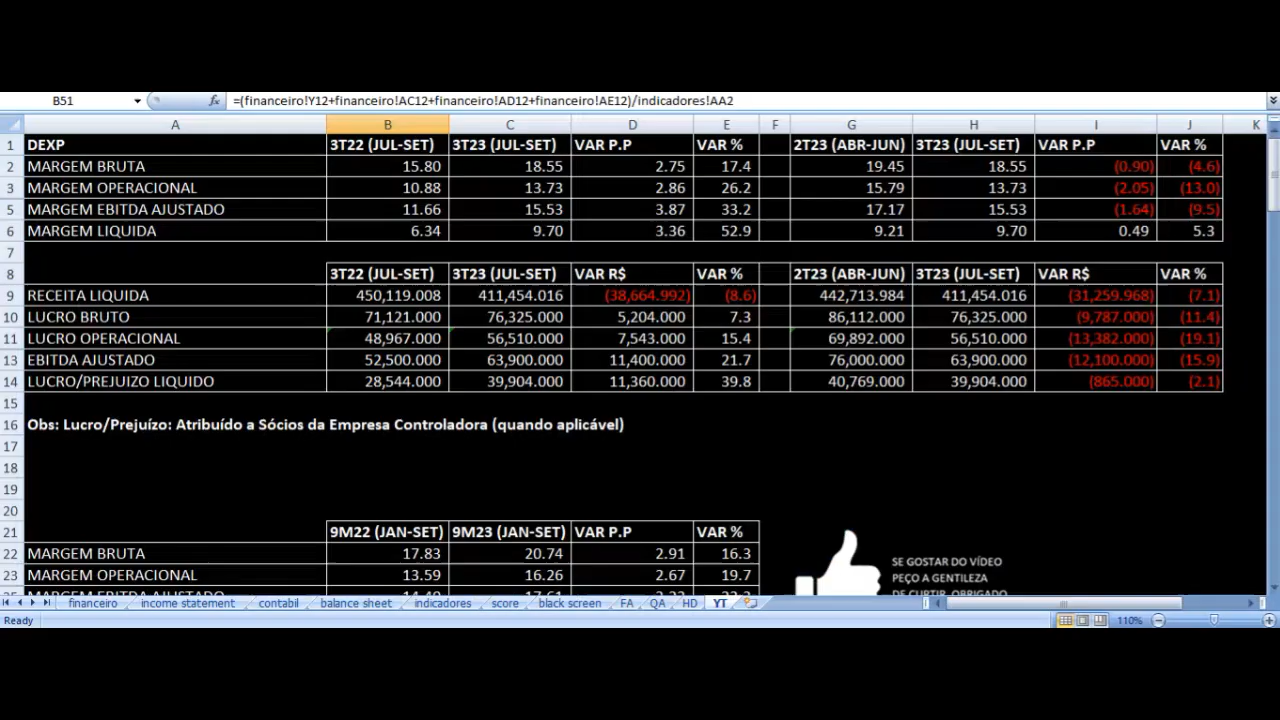 B51 fx =(financeiro!Y12+financeiro!AC12+financeiro!AD12+financeiro!AE12)/indicadores!AA2
A B C D E F G H I J K
1 DEXP 3T22 (JUL-SET) 3T23 (JUL-SET) VAR P.P VAR % 2T23 (ABR-JUN) 3T23 (JUL-SET) VAR P.P VAR %
2 MARGEM BRUTA 15.80 18.55 2.75 17.4 19.45 18.55 (0.90) (4.6)
3 MARGEM OPERACIONAL 10.88 13.73 2.86 26.2 15.79 13.73 (2.05) (13.0)
5 MARGEM EBITDA AJUSTADO 11.66 15.53 3.87 33.2 17.17 15.53 (1.64) (9.5)
6 MARGEM LIQUIDA 6.34 9.70 3.36 52.9 9.21 9.70 0.49 5.3
7
8 3T22 (JUL-SET) 3T23 (JUL-SET) VAR R$ VAR % 2T23 (ABR-JUN) 3T23 (JUL-SET) VAR R$ VAR %
9 RECEITA LIQUIDA 450,119.008 411,454.016 (38,664.992) (8.6) 442,713.984 411,454.016 (31,259.968) (7.1)
10 LUCRO BRUTO 71,121.000 76,325.000 5,204.000 7.3 86,112.000 76,325.000 (9,787.000) (11.4)
11 LUCRO OPERACIONAL 48,967.000 56,510.000 7,543.000 15.4 69,892.000 56,510.000 (13,382.000) (19.1)
13 EBITDA AJUSTADO 52,500.000 63,900.000 11,400.000 21.7 76,000.000 63,900.000 (12,100.000) (15.9)
14 LUCRO/PREJUIZO LIQUIDO 28,544.000 39,904.000 11,360.000 39.8 40,769.000 39,904.000 (865.000) (2.1)
15
16 Obs: Lucro/Prejuízo: Atribuído a Sócios da Empresa Controladora (quando aplicável)
17
18
19
20
21 9M22 (JAN-SET) 9M23 (JAN-SET) VAR P.P VAR %
22 MARGEM BRUTA 17.83 20.74 2.91 16.3
SE GOSTAR DO VÍDEO
23 MARGEM OPERACIONAL 13.59 16.26 2.67 19.7
PEÇO A GENTILEZA
DE CURTIR. OBRIGADO
financeiro income statement contabil balance sheet indicadores score black screen FA QA HD YT
Ready 110%